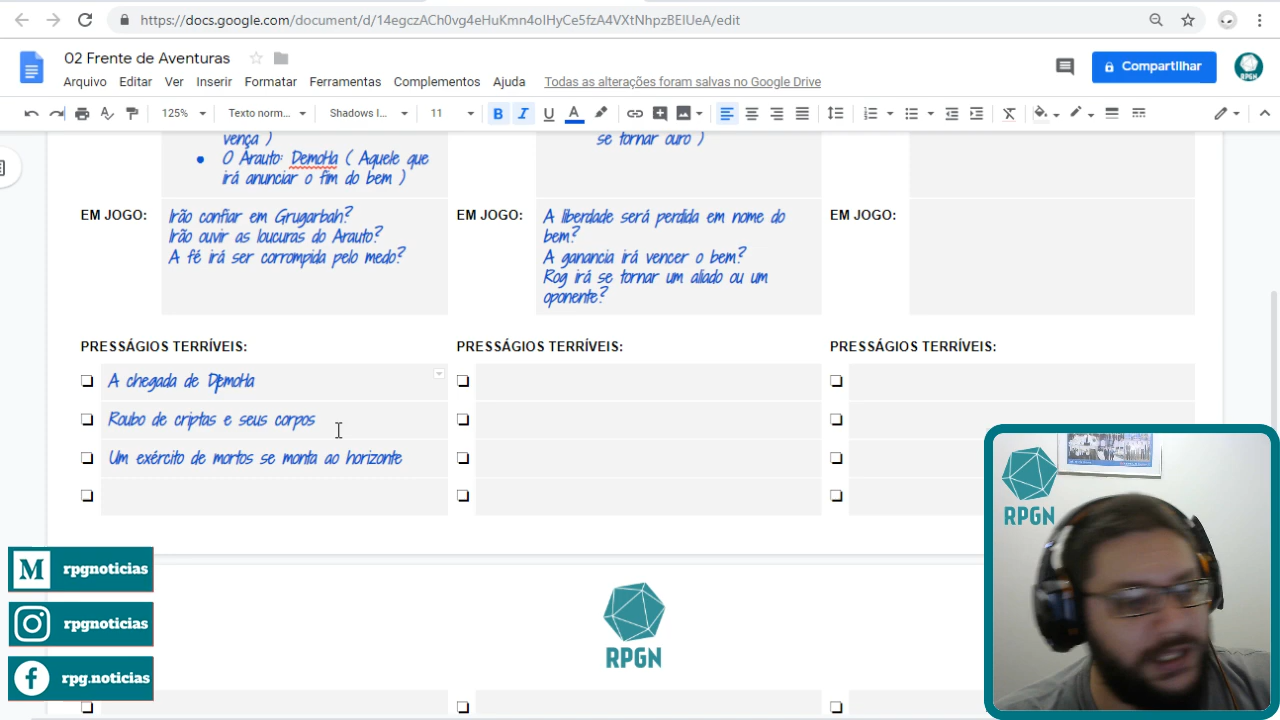 https://docs.google.com/document/d/14egczACh0vg4eHuKmn4oIHyCe5fzA4VXtNhpzBEIUeA/edit
02 Frente de Aventuras
Arquivo Editar Ver Inserir Formatar Ferramentas Complementos Ajuda Todas as alterações foram salvas no Google Drive
Compartilhar
RPGN
125% Texto norm... Shadows I... 11
vença )
O Arauto: DemoHa ( Aquele que
irá anunciar o fim do bem )
se tornar ouro )
EM JOGO:
Irão confiar em Grugarbah?
Irão ouvir as loucuras do Arauto?
A fé irá ser corrompida pelo medo?
EM JOGO:
A liberdade será perdida em nome do
bem?
A ganancia irá vencer o bem?
Rog irá se tornar um aliado ou um
oponente?
EM JOGO:
PRESSÁGIOS TERRÍVEIS:
A chegada de DemoHa
Roubo de criptas e seus corpos
Um exército de mortos se monta ao horizonte
PRESSÁGIOS TERRÍVEIS:
PRESSÁGIOS TERRÍVEIS:
RPGN
RPGN
M rpgnoticias
rpgnoticias
rpg.noticias